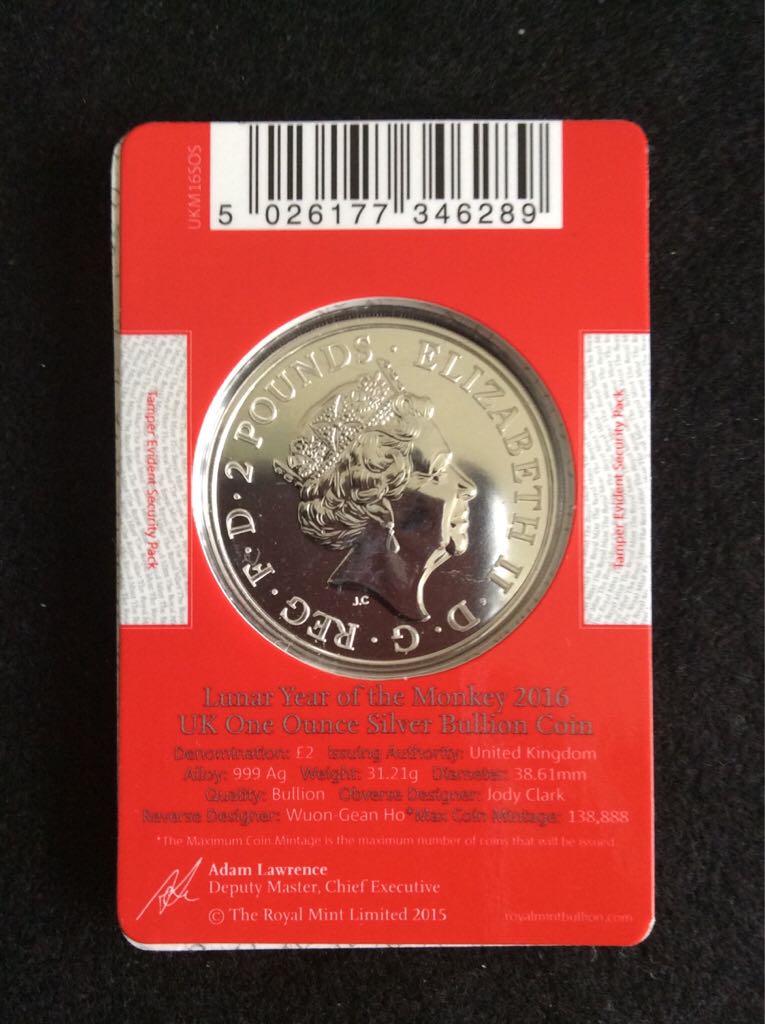 UKM16SOS
5 026177 346289
ELIZABETH II · D · G · REG · F · D · 2 POUNDS ·
J.C
Tamper Evident Security Pack
Tamper Evident Security Pack
Lunar Year of the Monkey 2016
UK One Ounce Silver Bullion Coin
Denomination: £2 Issuing Authority: United Kingdom
Alloy: 999 Ag Weight: 31.21g Diameter: 38.61mm
Quality: Bullion Obverse Designer: Jody Clark
Reverse Designer: Wuon-Gean Ho *Max Coin Mintage: 138,888
*The Maximum Coin Mintage is the maximum number of coins that will be issued.
Adam Lawrence
Deputy Master, Chief Executive
© The Royal Mint Limited 2015
royalmintbullion.com